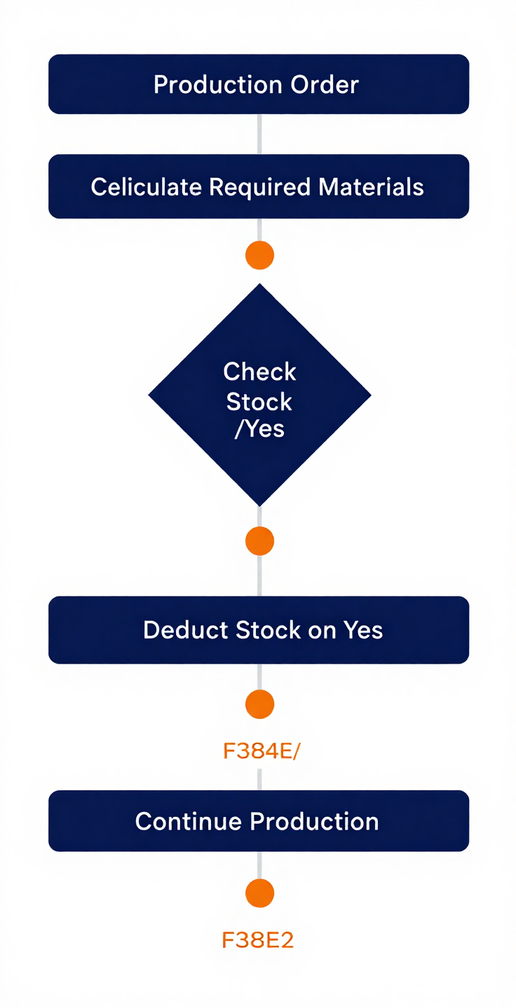 Production Order
Celiculate Required Materials
Check
Stock
/Yes
Deduct Stock on Yes
F384E/
Continue Production
F38E2